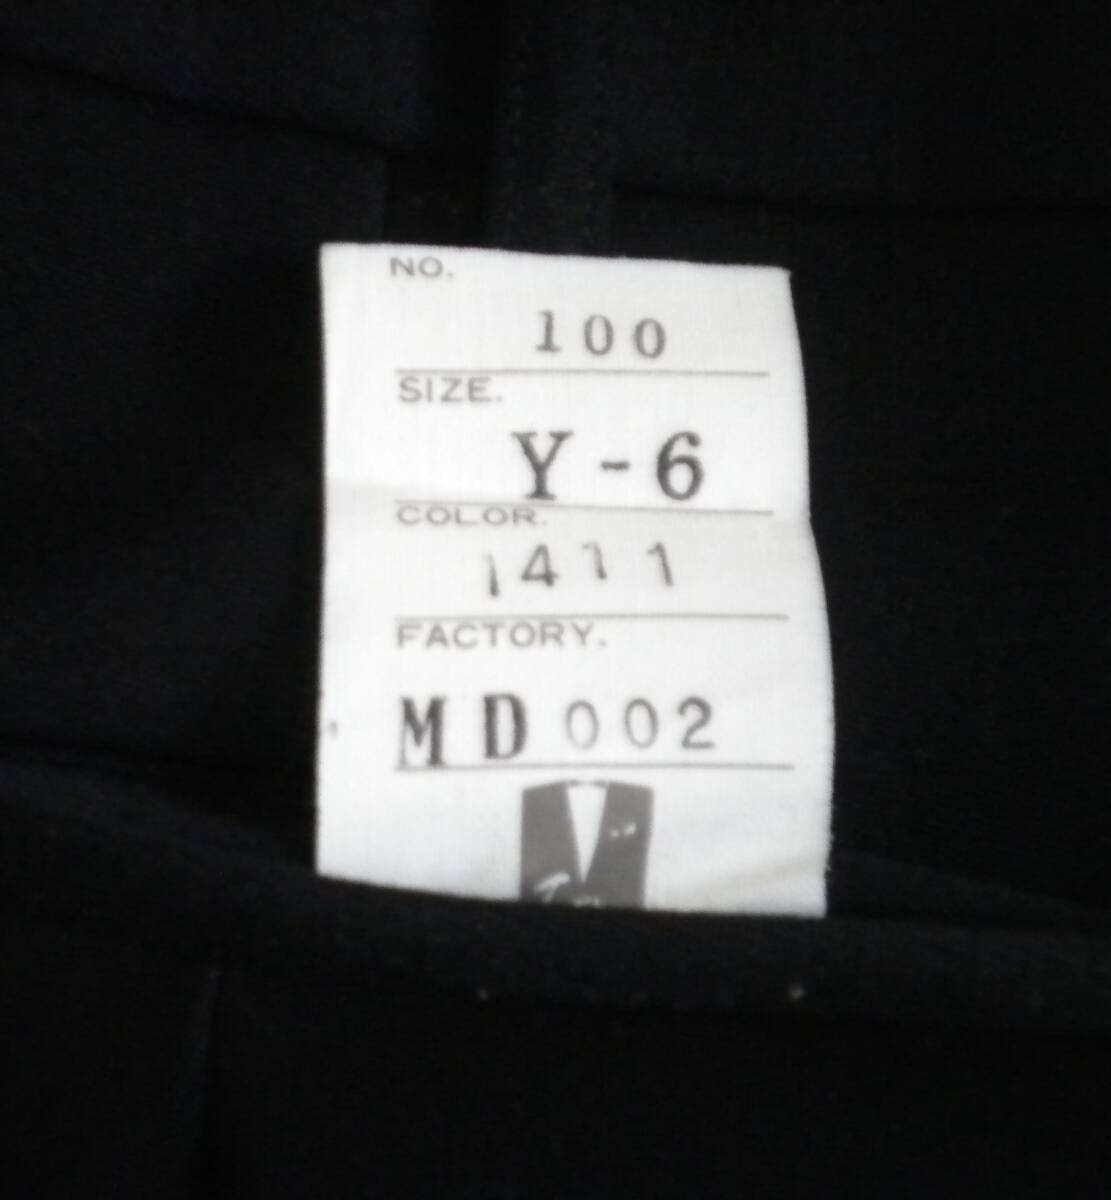 NO.
100
SIZE.
Y-6
COLOR.
1411
FACTORY.
MD002